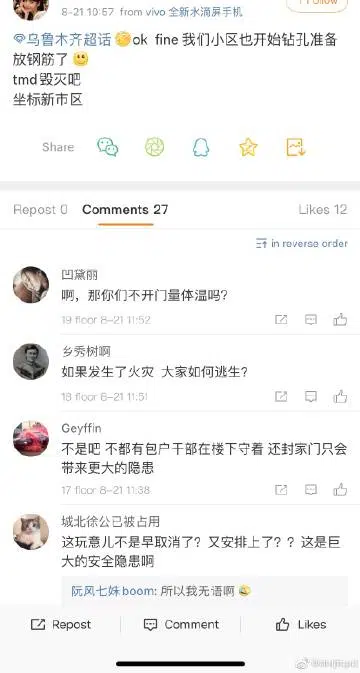 8-21 10:57 from vivo 全新水滴屏手机
乌鲁木齐超话 ok fine 我们小区也开始钻孔准备
放钢筋了
tmd毁灭吧
坐标新市区
Share
Repost 0 Comments 27 Likes 12
in reverse order
凹黛丽
啊，那你们不开门量体温吗?
19 floor 8-21 11:52
乡秀树啊
如果发生了火灾 大家如何逃生?
18 floor 8-21 11:51
Geyffin
不是吧 不都有包户干部在楼下守着 还封家门只会
带来更大的隐患
17 floor 8-21 11:38
城北徐公已被占用
这玩意儿不是早取消了？又安排上了？？这是巨
大的安全隐患啊
阮风七姝boom: 所以我无语啊
Repost Comment Likes